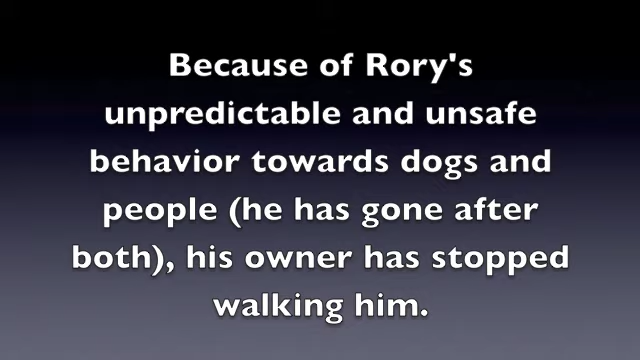 Because of Rory's
unpredictable and unsafe
behavior towards dogs and
people (he has gone after
both), his owner has stopped
walking him.